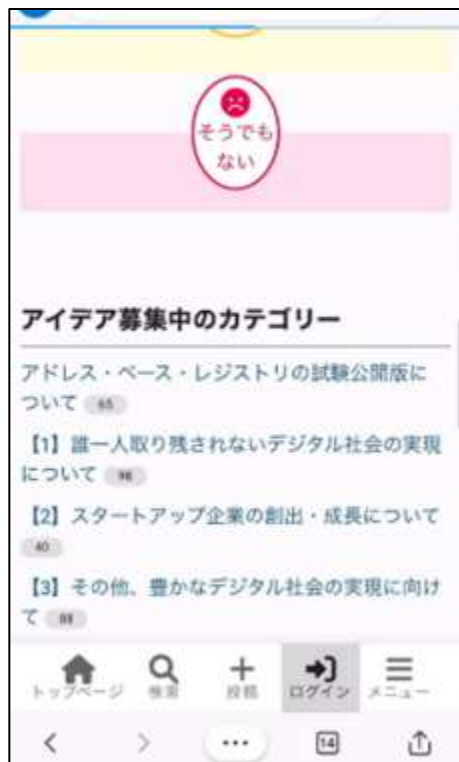 そうでも
ない
アイデア募集中のカテゴリー
アドレス・ベース・レジストリの試験公開版に
ついて 65
【1】誰一人取り残されないデジタル社会の実現
について 98
【2】スタートアップ企業の創出・成長について
40
【3】その他、豊かなデジタル社会の実現に向け
て 88
トップページ 検索 投稿 ログイン メニュー
14